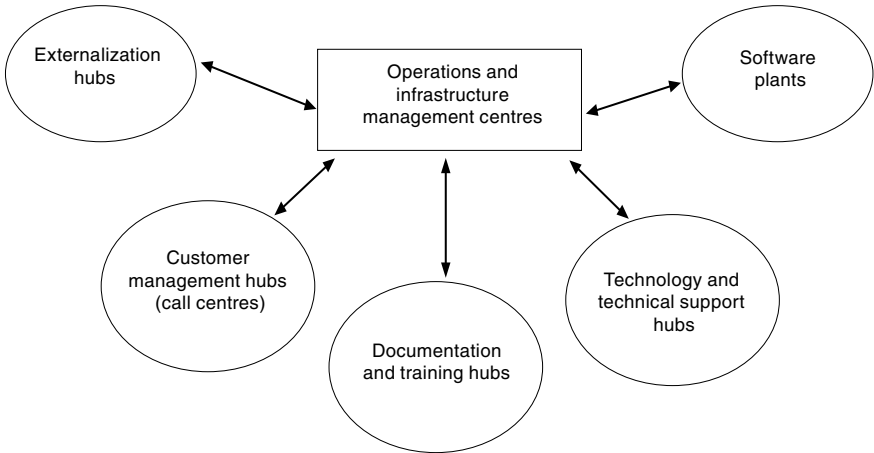 Externalization
hubs
Operations and
infrastructure
management centres
Software
plants
Customer
management hubs
(call centres)
Technology and
technical support
hubs
Documentation
and training hubs